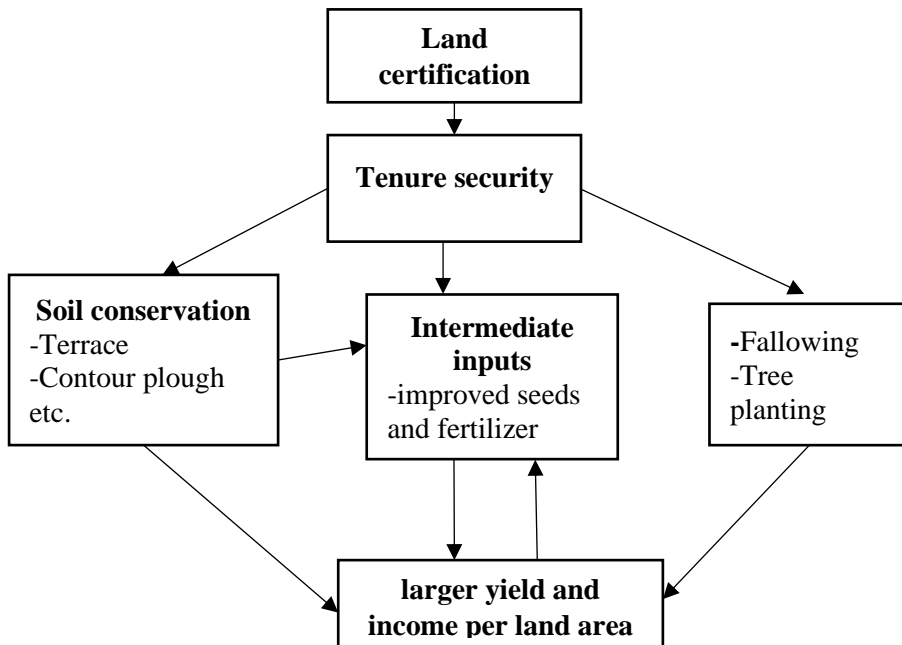 Land
certification
Tenure security
Soil conservation
-Terrace
-Contour plough
etc.
Intermediate
inputs
-improved seeds
and fertilizer
-Fallowing
-Tree
planting
larger yield and
income per land area